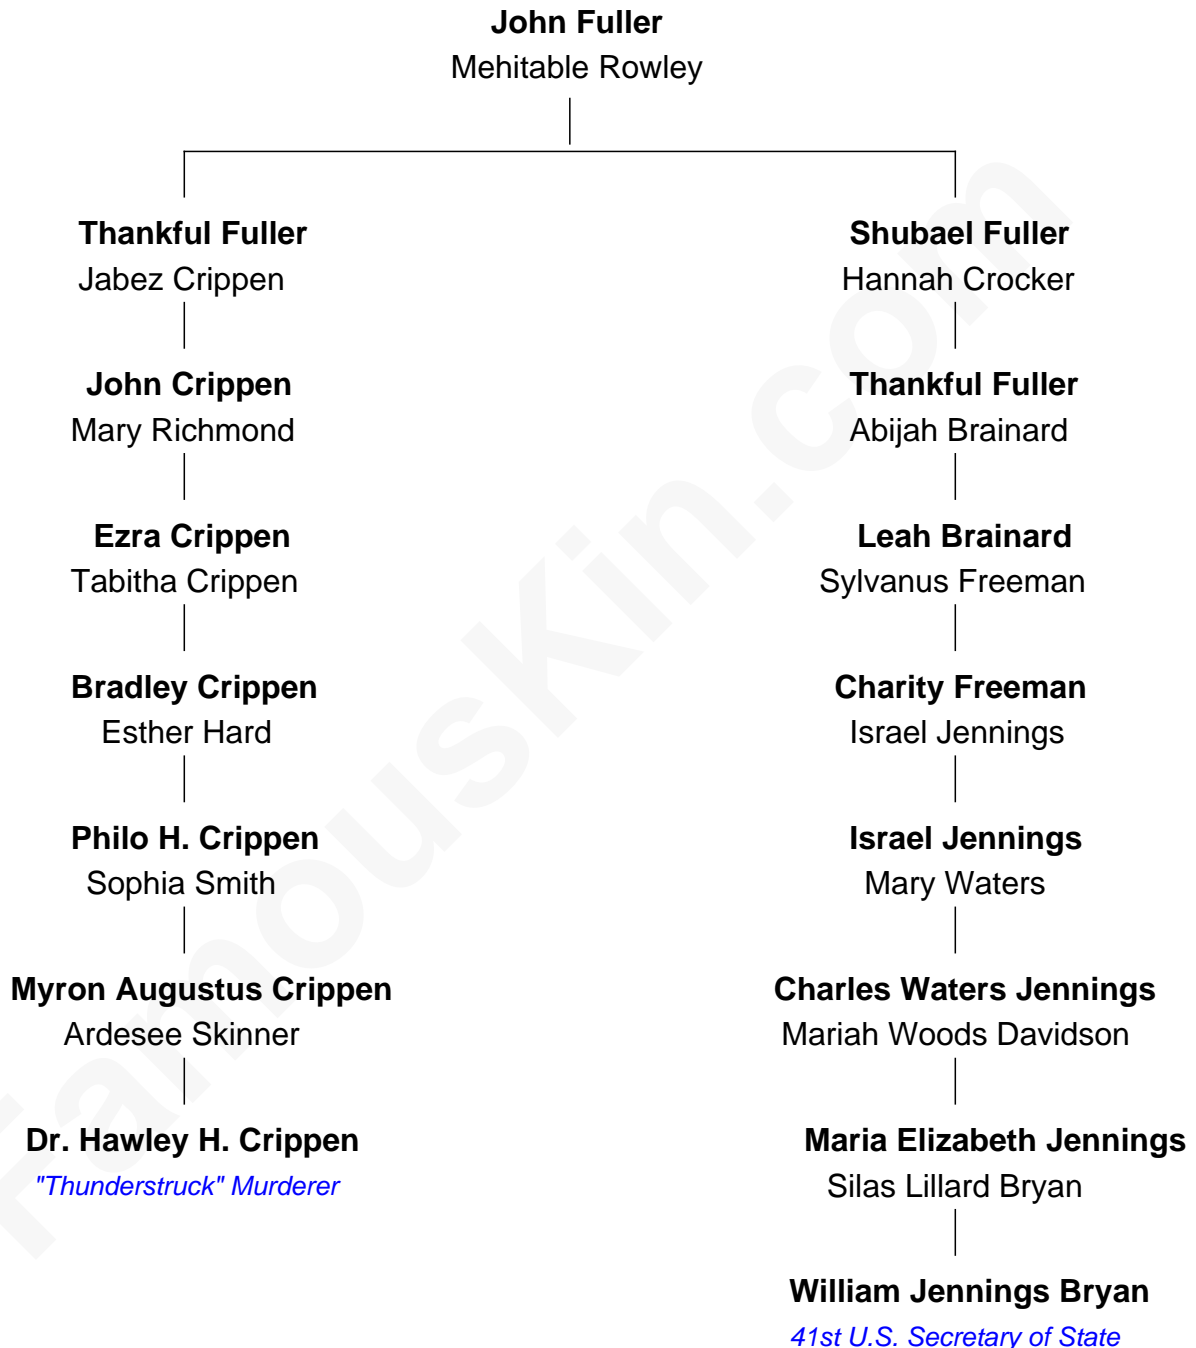 John Fuller
Mehitable Rowley
Thankful Fuller
Jabez Crippen
John Crippen
Mary Richmond
Ezra Crippen
Tabitha Crippen
Bradley Crippen
Esther Hard
Philo H. Crippen
Sophia Smith
Myron Augustus Crippen
Ardesee Skinner
Dr. Hawley H. Crippen
"Thunderstruck" Murderer
Shubael Fuller
Hannah Crocker
Thankful Fuller
Abijah Brainard
Leah Brainard
Sylvanus Freeman
Charity Freeman
Israel Jennings
Israel Jennings
Mary Waters
Charles Waters Jennings
Mariah Woods Davidson
Maria Elizabeth Jennings
Silas Lillard Bryan
William Jennings Bryan
41st U.S. Secretary of State
FamousKin.com